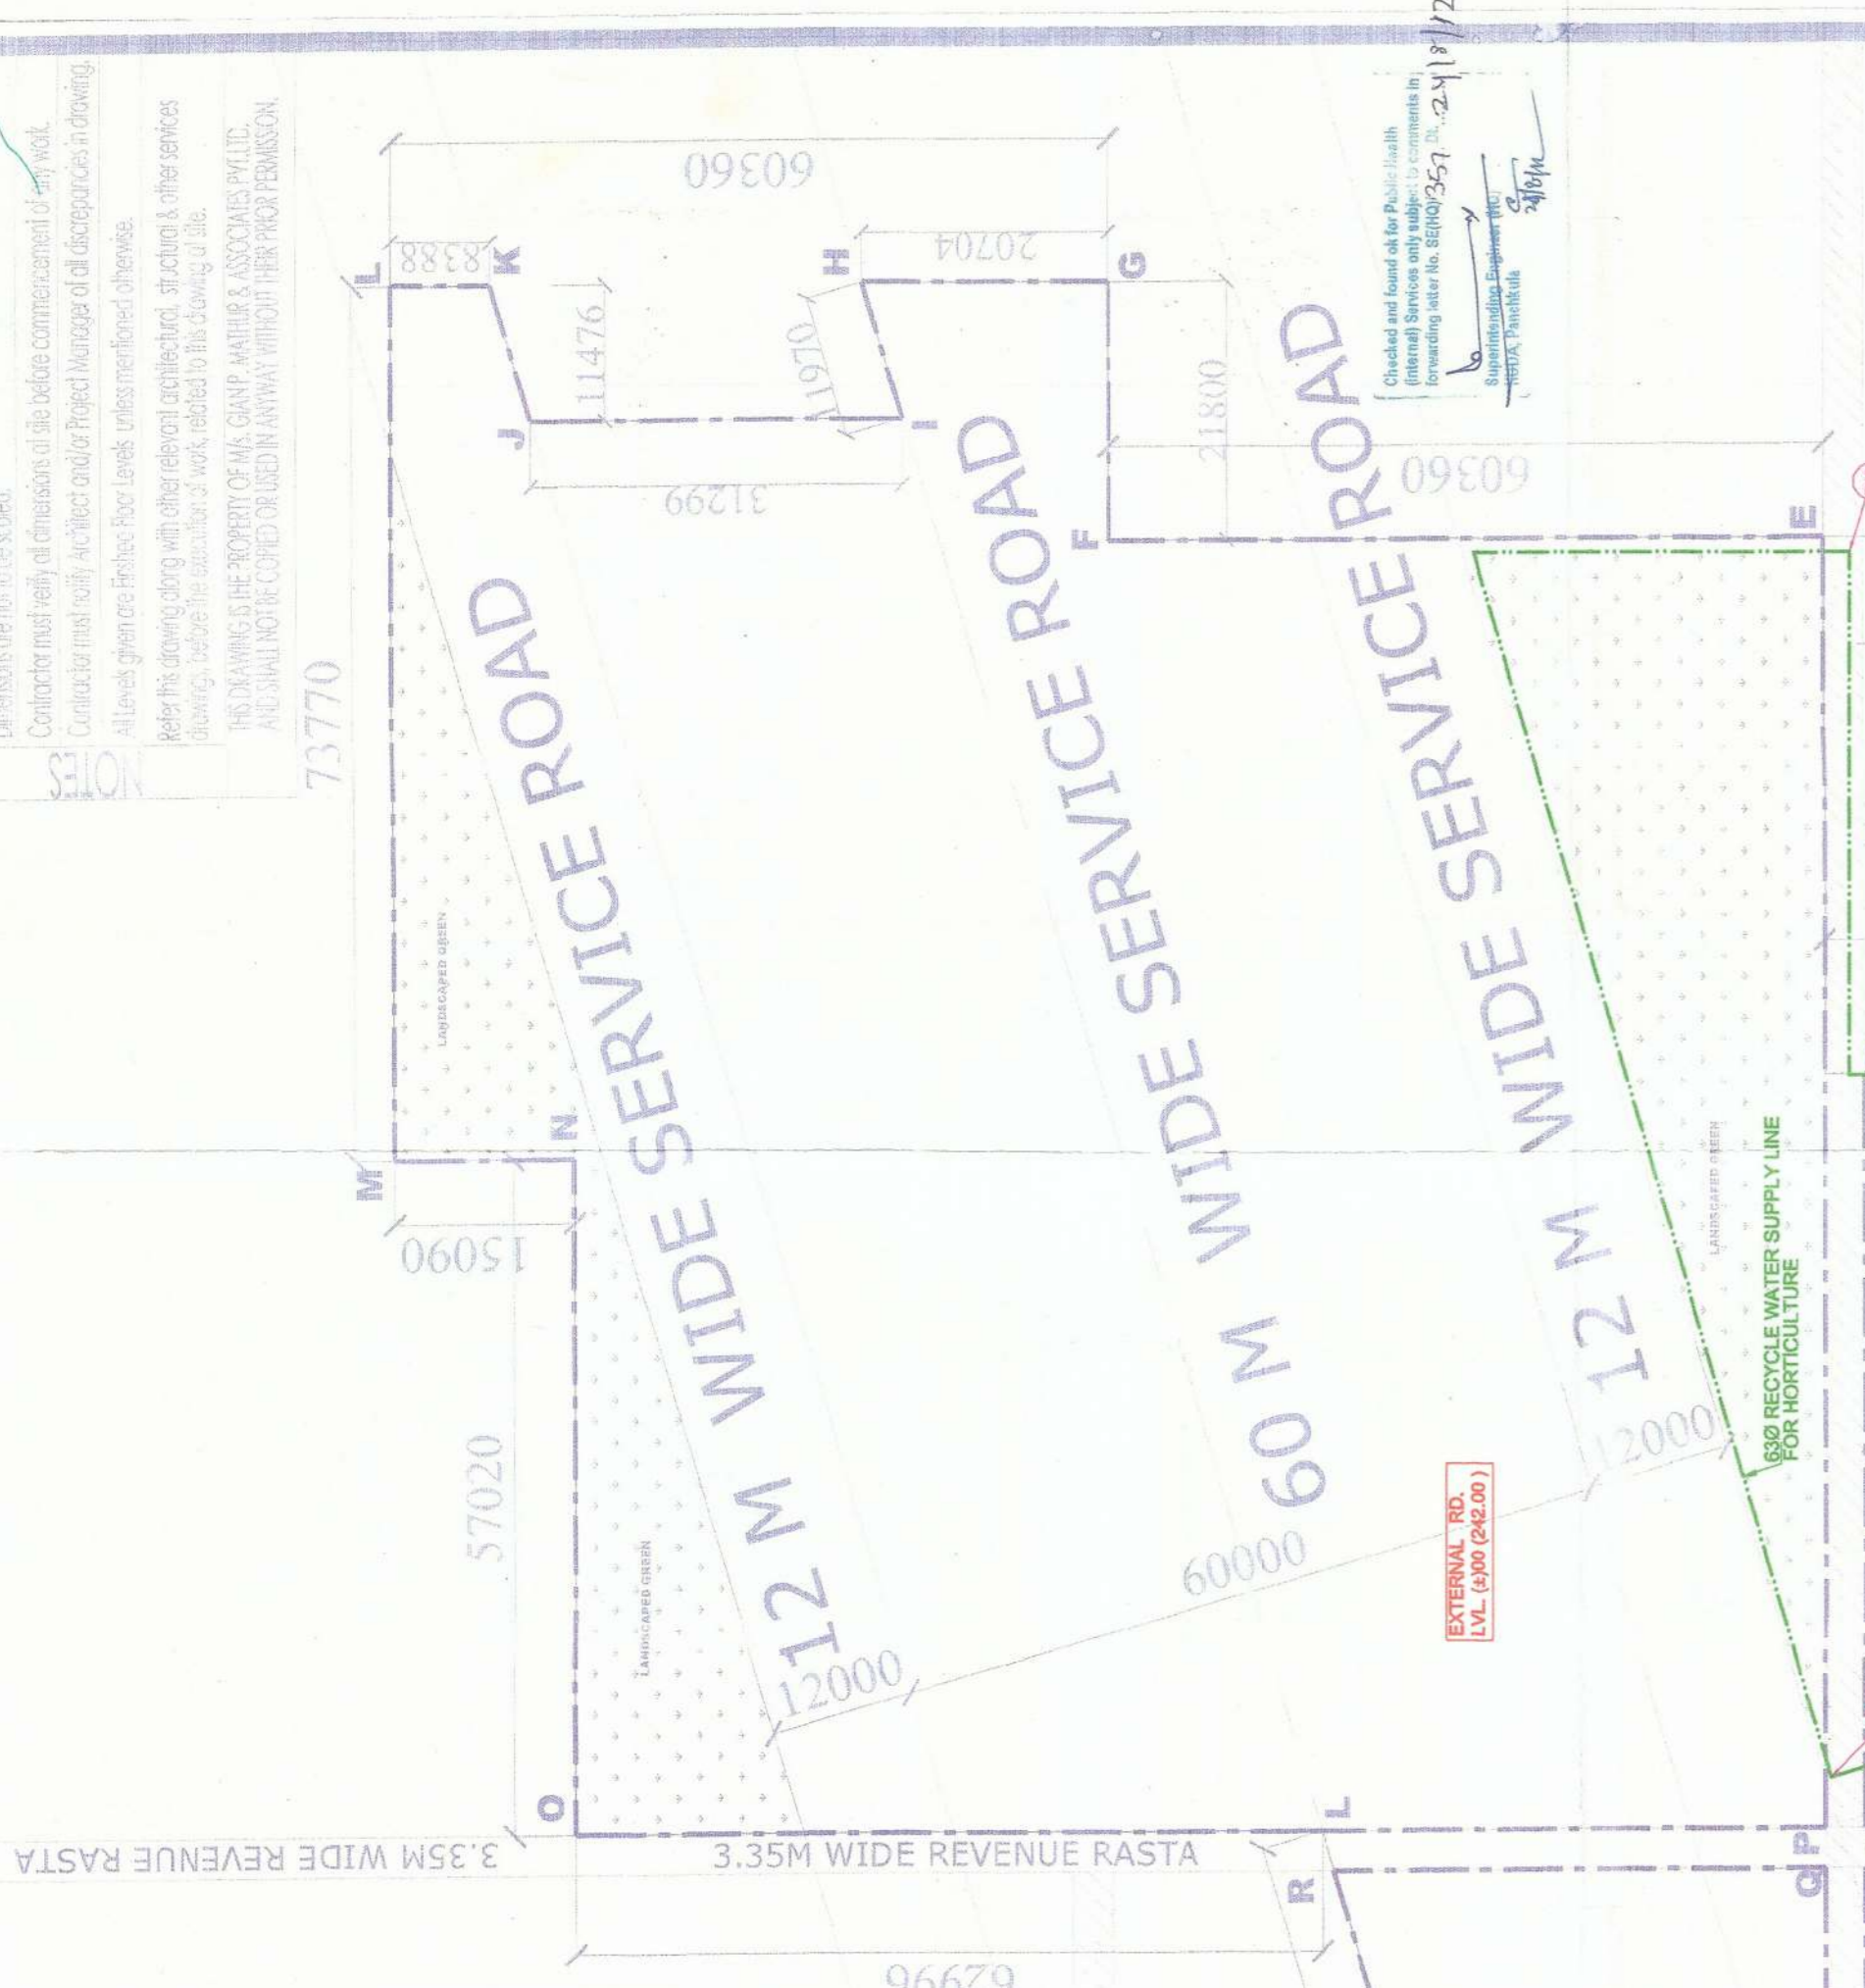 Contractor must verify all dimensions at site before commencement of any work.
Contractor must notify Architect and/or Project Manager of all discrepancies in drawing.
All Levels given are Finished Floor Levels unless mentioned otherwise.
Refer this drawing along with other relevant architectural, structural & other services
drawings, before the execution of work, related to this drawing at site.
THIS DRAWING IS THE PROPERTY OF M/s. GIAN P. MATHUR & ASSOCIATES PVT.LTD.
AND SHALL NOT BE COPIED OR USED IN ANYWAY WITHOUT THEIR PRIOR PERMISSION.
NOTES
73770
L
8388
K
60360
J
11476
H
20704
11970
31299
I
G
21800
F
60360
E
M
15090
N
LANDSCAPED GREEN
57020
O
LANDSCAPED GREEN
12 M WIDE SERVICE ROAD
12000
60 M WIDE SERVICE ROAD
60000
12 M WIDE SERVICE ROAD
12000
LANDSCAPED GREEN
63Ø RECYCLE WATER SUPPLY LINE
FOR HORTICULTURE
EXTERNAL RD.
LVL. (±)00 (242.00)
Checked and found ok for Public Health
(Internal) Services only subject to comments in
forwarding letter No. SE(HQ) 357 Dt. 24/8/12
Superintending Engineer (HQ)
HUDA, Panchkula
3.35M WIDE REVENUE RASTA
3.35M WIDE REVENUE RASTA
L
R
P
Q
62996